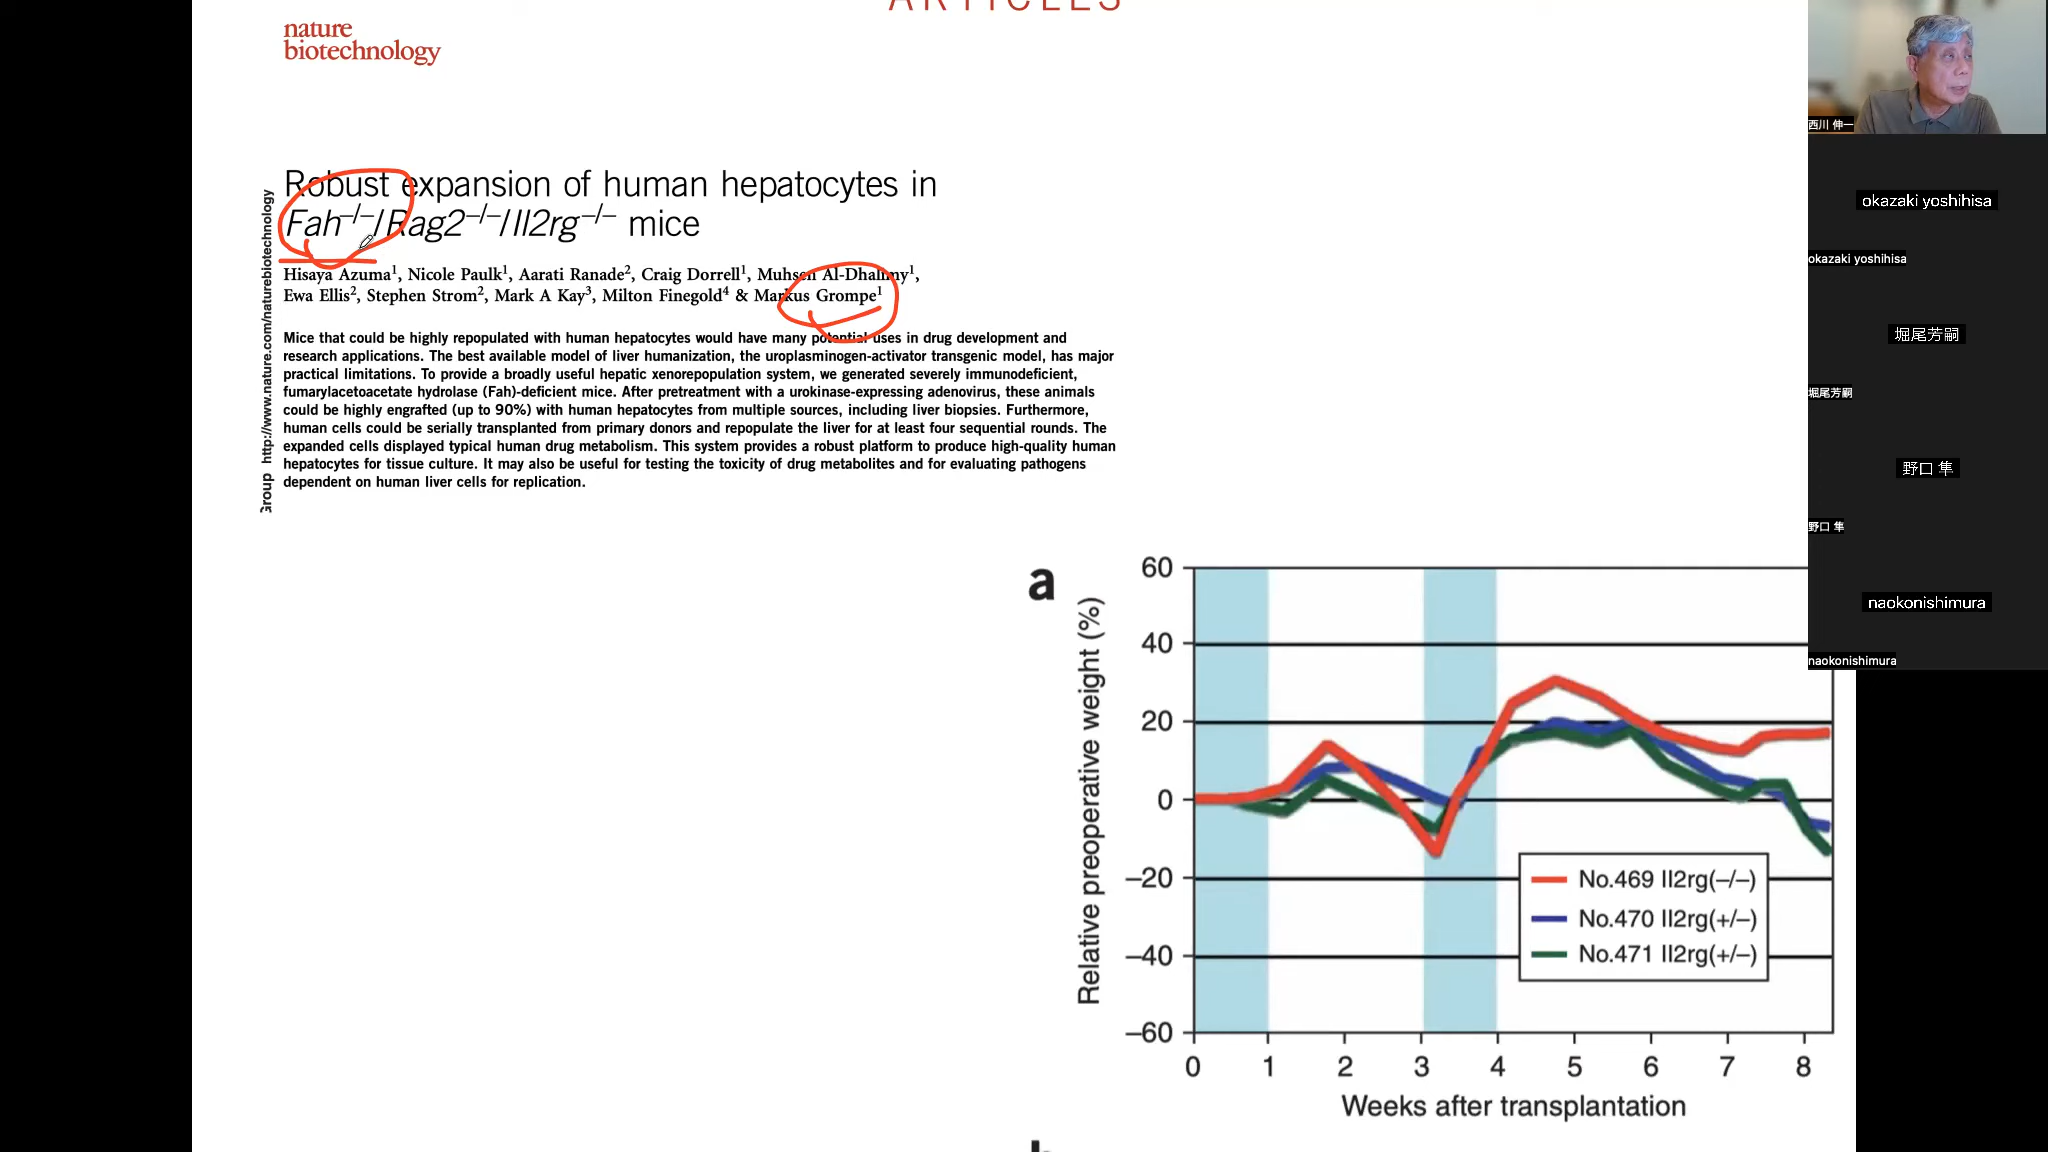 ARTICLES
nature
biotechnology
Robust expansion of human hepatocytes in
Fah–/–/Rag2–/–/Il2rg–/– mice
Hisaya Azuma1, Nicole Paulk1, Aarati Ranade2, Craig Dorrell1, Muhsen Al-Dhalimy1,
Ewa Ellis2, Stephen Strom2, Mark A Kay3, Milton Finegold4 & Markus Grompe1
Mice that could be highly repopulated with human hepatocytes would have many potential uses in drug development and
research applications. The best available model of liver humanization, the uroplasminogen-activator transgenic model, has major
practical limitations. To provide a broadly useful hepatic xenorepopulation system, we generated severely immunodeficient,
fumarylacetoacetate hydrolase (Fah)-deficient mice. After pretreatment with a urokinase-expressing adenovirus, these animals
could be highly engrafted (up to 90%) with human hepatocytes from multiple sources, including liver biopsies. Furthermore,
human cells could be serially transplanted from primary donors and repopulate the liver for at least four sequential rounds. The
expanded cells displayed typical human drug metabolism. This system provides a robust platform to produce high-quality human
hepatocytes for tissue culture. It may also be useful for testing the toxicity of drug metabolites and for evaluating pathogens
dependent on human liver cells for replication.
Group http://www.nature.com/naturebiotechnology
a
Relative preoperative weight (%)
60
40
20
0
–20
–40
–60
No.469 Il2rg(–/–)
No.470 Il2rg(+/–)
No.471 Il2rg(+/–)
0 1 2 3 4 5 6 7 8
Weeks after transplantation
西川 伸一
okazaki yoshihisa
okazaki yoshihisa
堀尾芳嗣
堀尾芳嗣
野口 隼
野口 隼
naokonishimura
naokonishimura